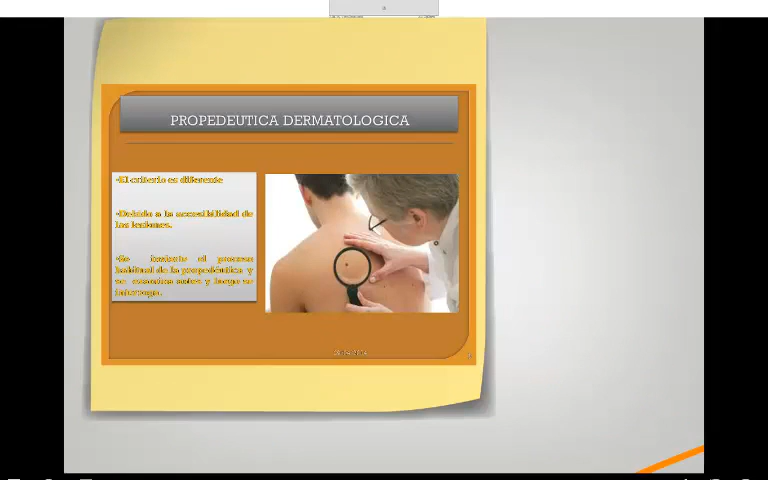 PROPEDEUTICA DERMATOLOGICA
•El criterio es diferente
•Debido a la accesibilidad de
las lesiones.
•Se invierte el proceso
habitual de la propedéutica y
se examina antes y luego se
interroga.